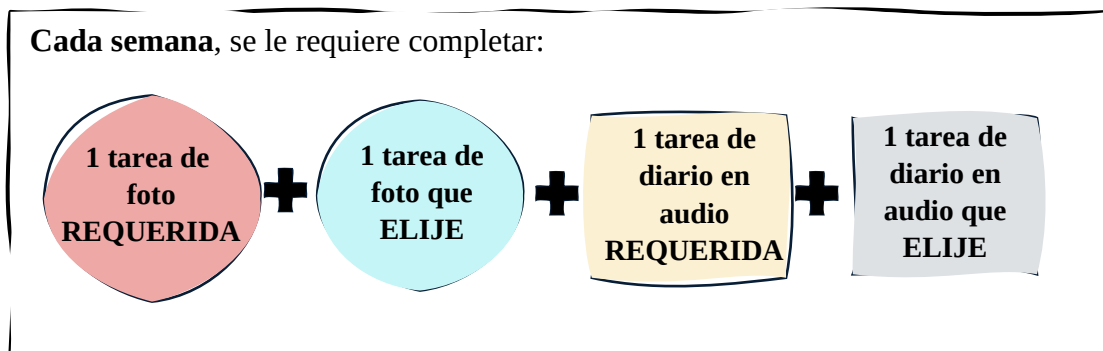 Cada semana, se le requiere completar:
1 tarea de
foto
REQUERIDA
1 tarea de
foto que
ELIJE
1 tarea de
diario en
audio
REQUERIDA
1 tarea de
diario en
audio que
ELIJE